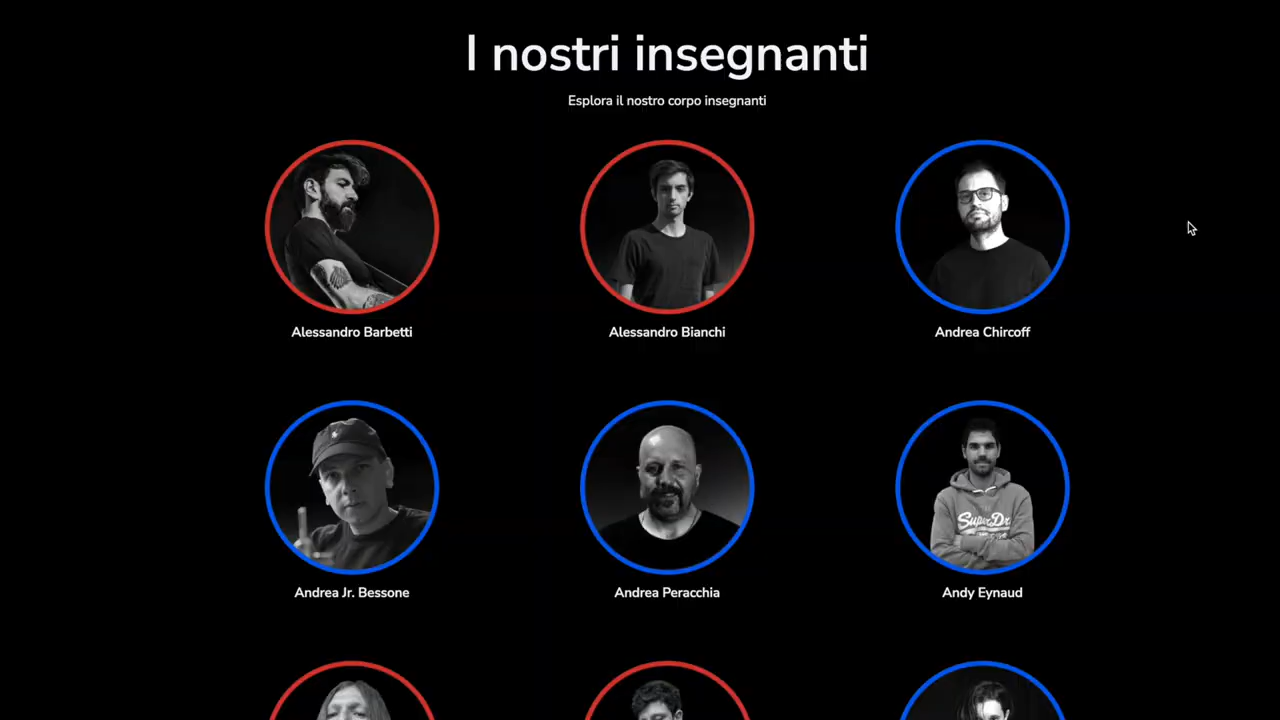 I nostri insegnanti
Esplora il nostro corpo insegnanti
Alessandro Barbetti
Alessandro Bianchi
Andrea Chircoff
SuperDr
Andrea Jr. Bessone
Andrea Peracchia
Andy Eynaud